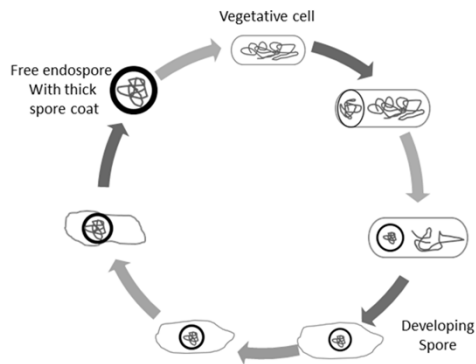 Vegetative cell
Free endospore
With thick
spore coat
Developing
Spore